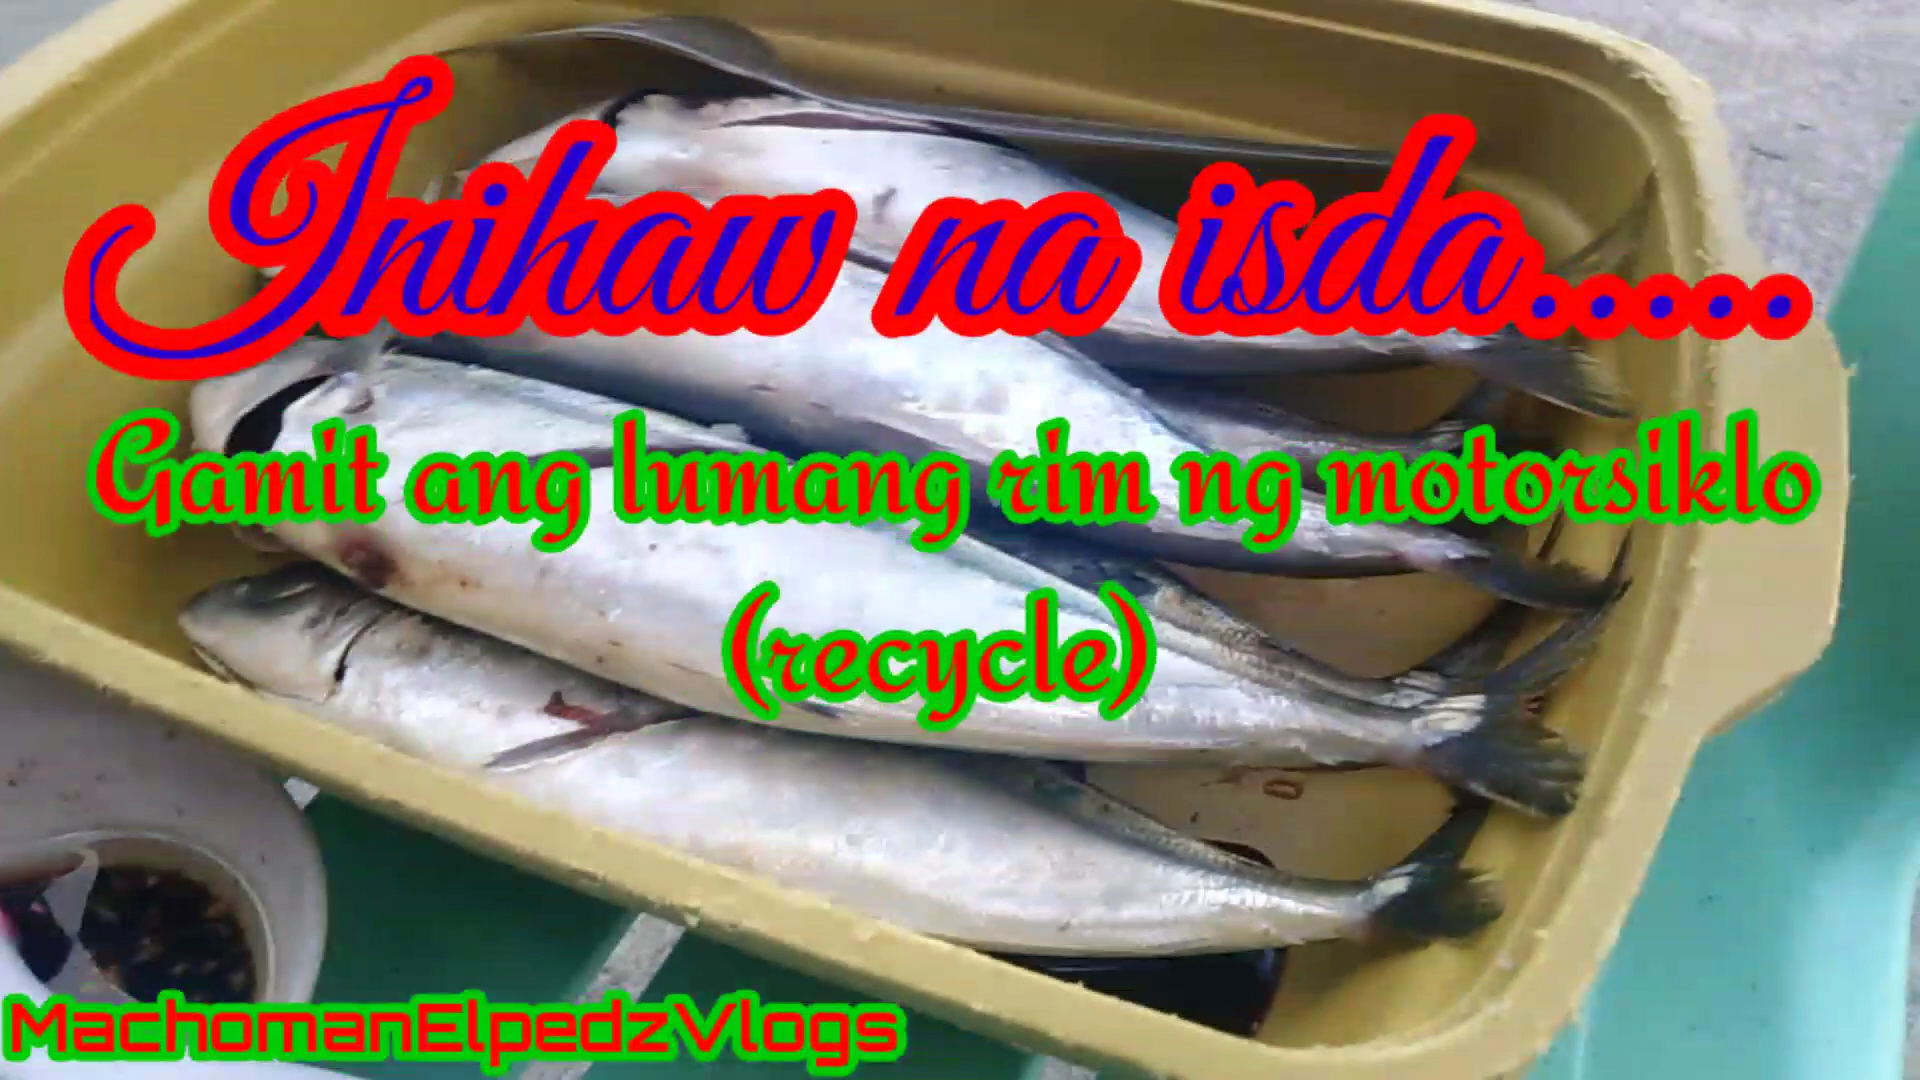 Inihaw na isda.....
Gamit ang lumang rim ng motorsiklo
(recycle)
MachomanElpedzVlogs